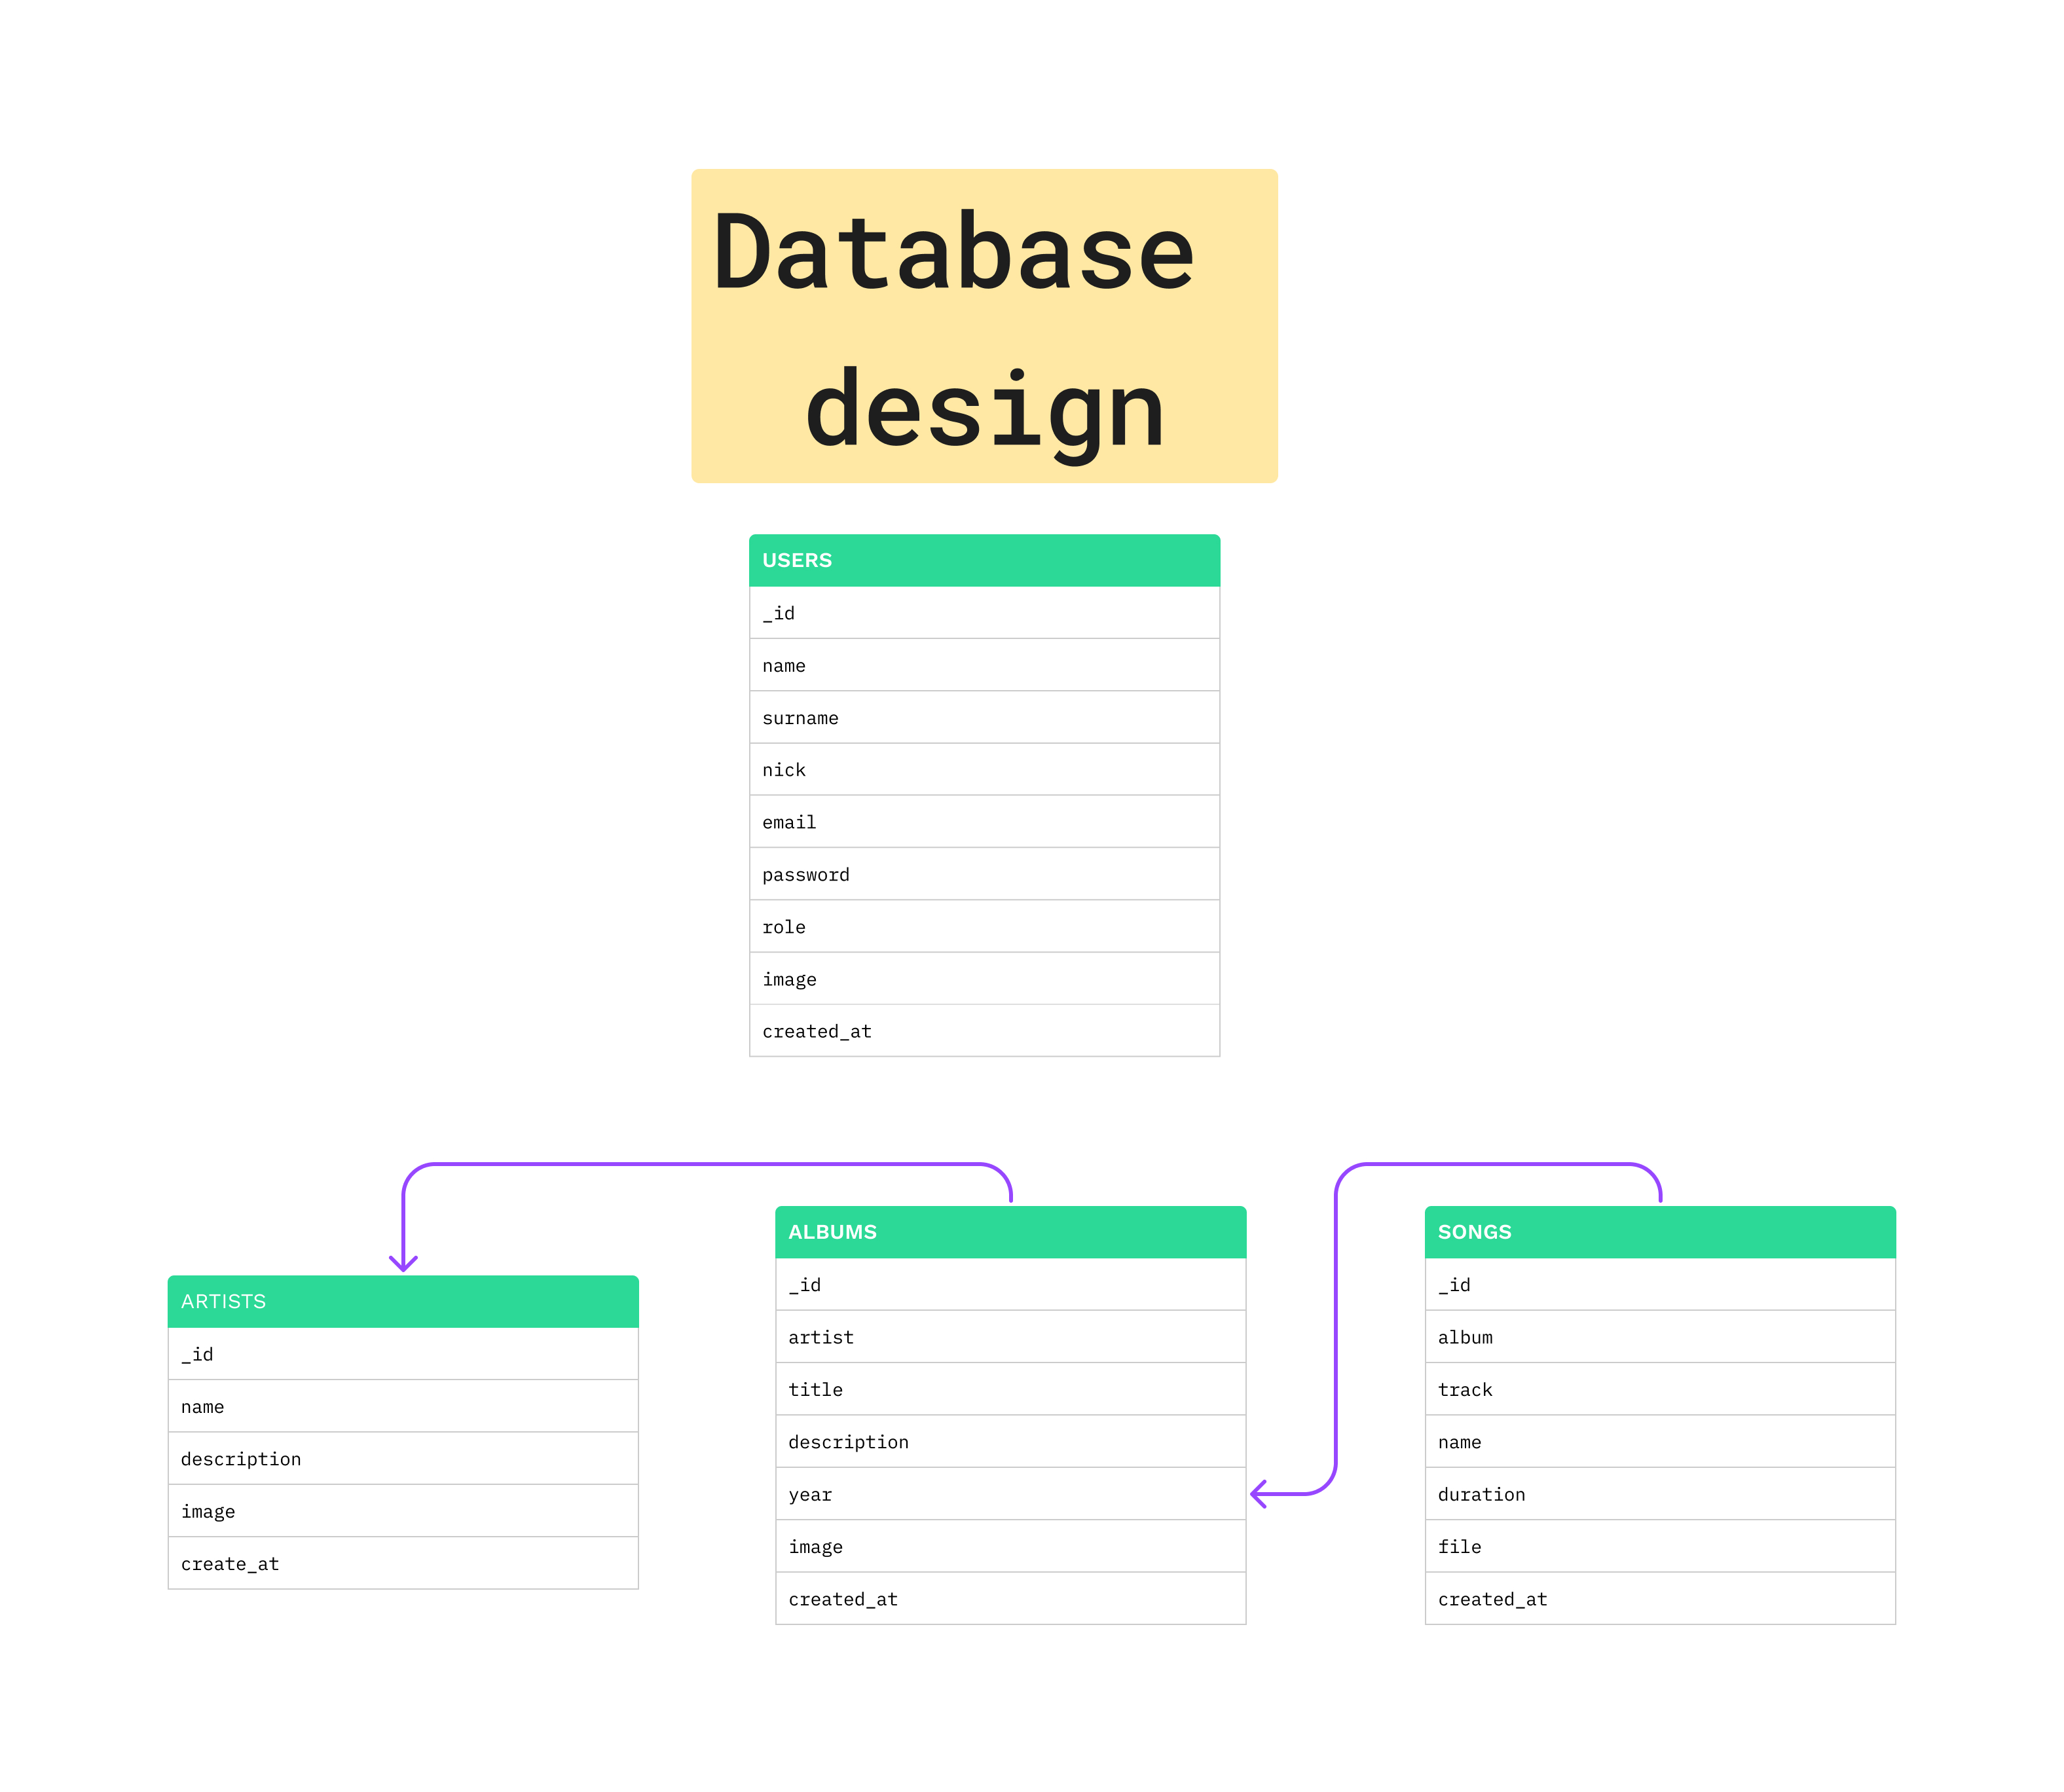 Database
design
USERS
_id
name
surname
nick
email
password
role
image
created_at
ARTISTS
_id
name
description
image
create_at
ALBUMS
_id
artist
title
description
year
image
created_at
SONGS
_id
album
track
name
duration
file
created_at